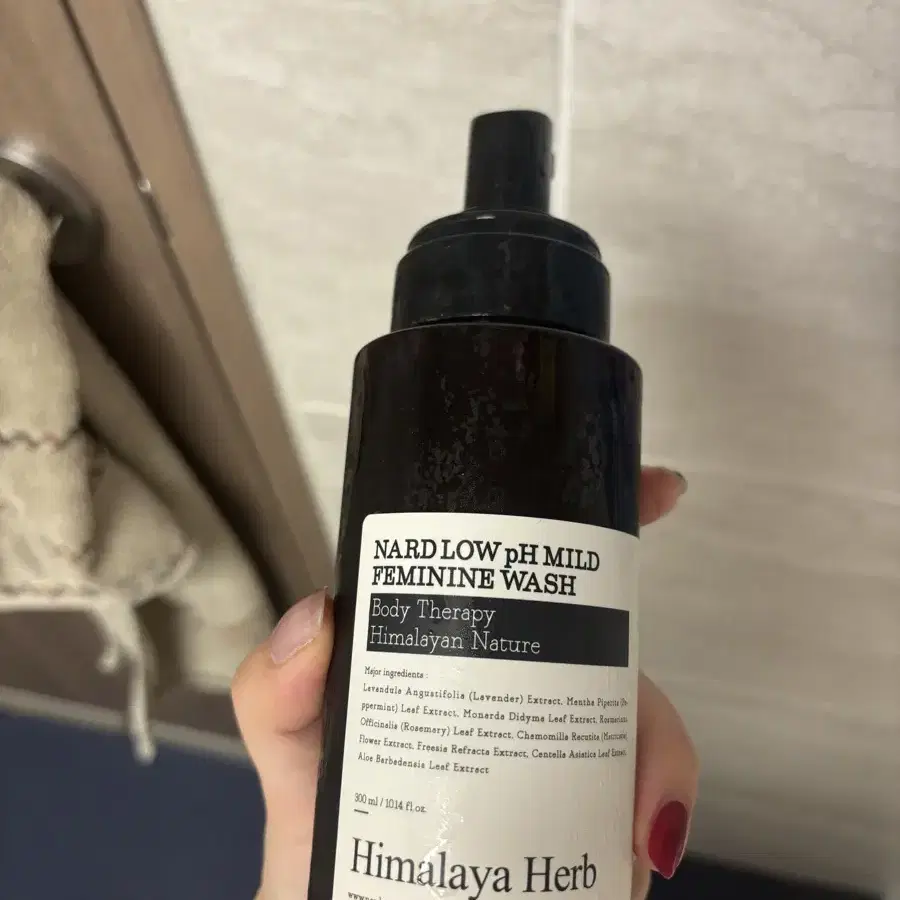 NARD LOW pH MILD
FEMININE WASH
Body Therapy
Himalayan Nature
Major ingredients :
Lavandula Angustifolia (Lavender) Extract, Mentha Piperita (Pe-
ppermint) Leaf Extract, Monarda Didyma Leaf Extract, Rosmarinus
Officinalis (Rosemary) Leaf Extract, Chamomilla Recutita (Matricaria)
Flower Extract, Freesia Refracta Extract, Centella Asiatica Leaf Extract,
Aloe Barbadensis Leaf Extract
300 ml / 10.14 fl.oz.
Himalaya Herb